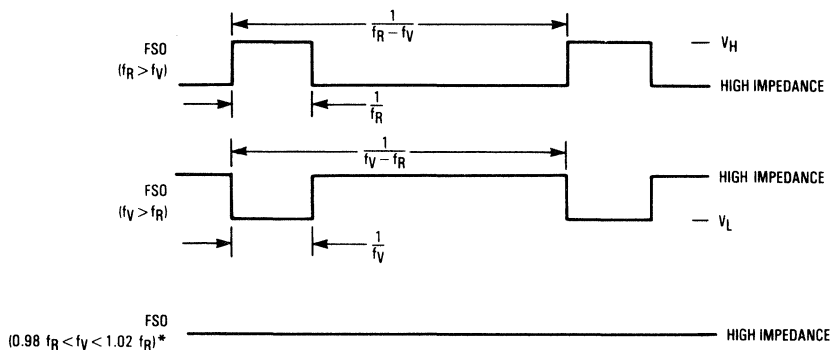 1
fR – fV
FSO
(fR > fV)
VH
HIGH IMPEDANCE
1
fR
1
fV – fR
FSO
(fV > fR)
HIGH IMPEDANCE
VL
1
fV
FSO
(0.98 fR < fV < 1.02 fR)*
HIGH IMPEDANCE